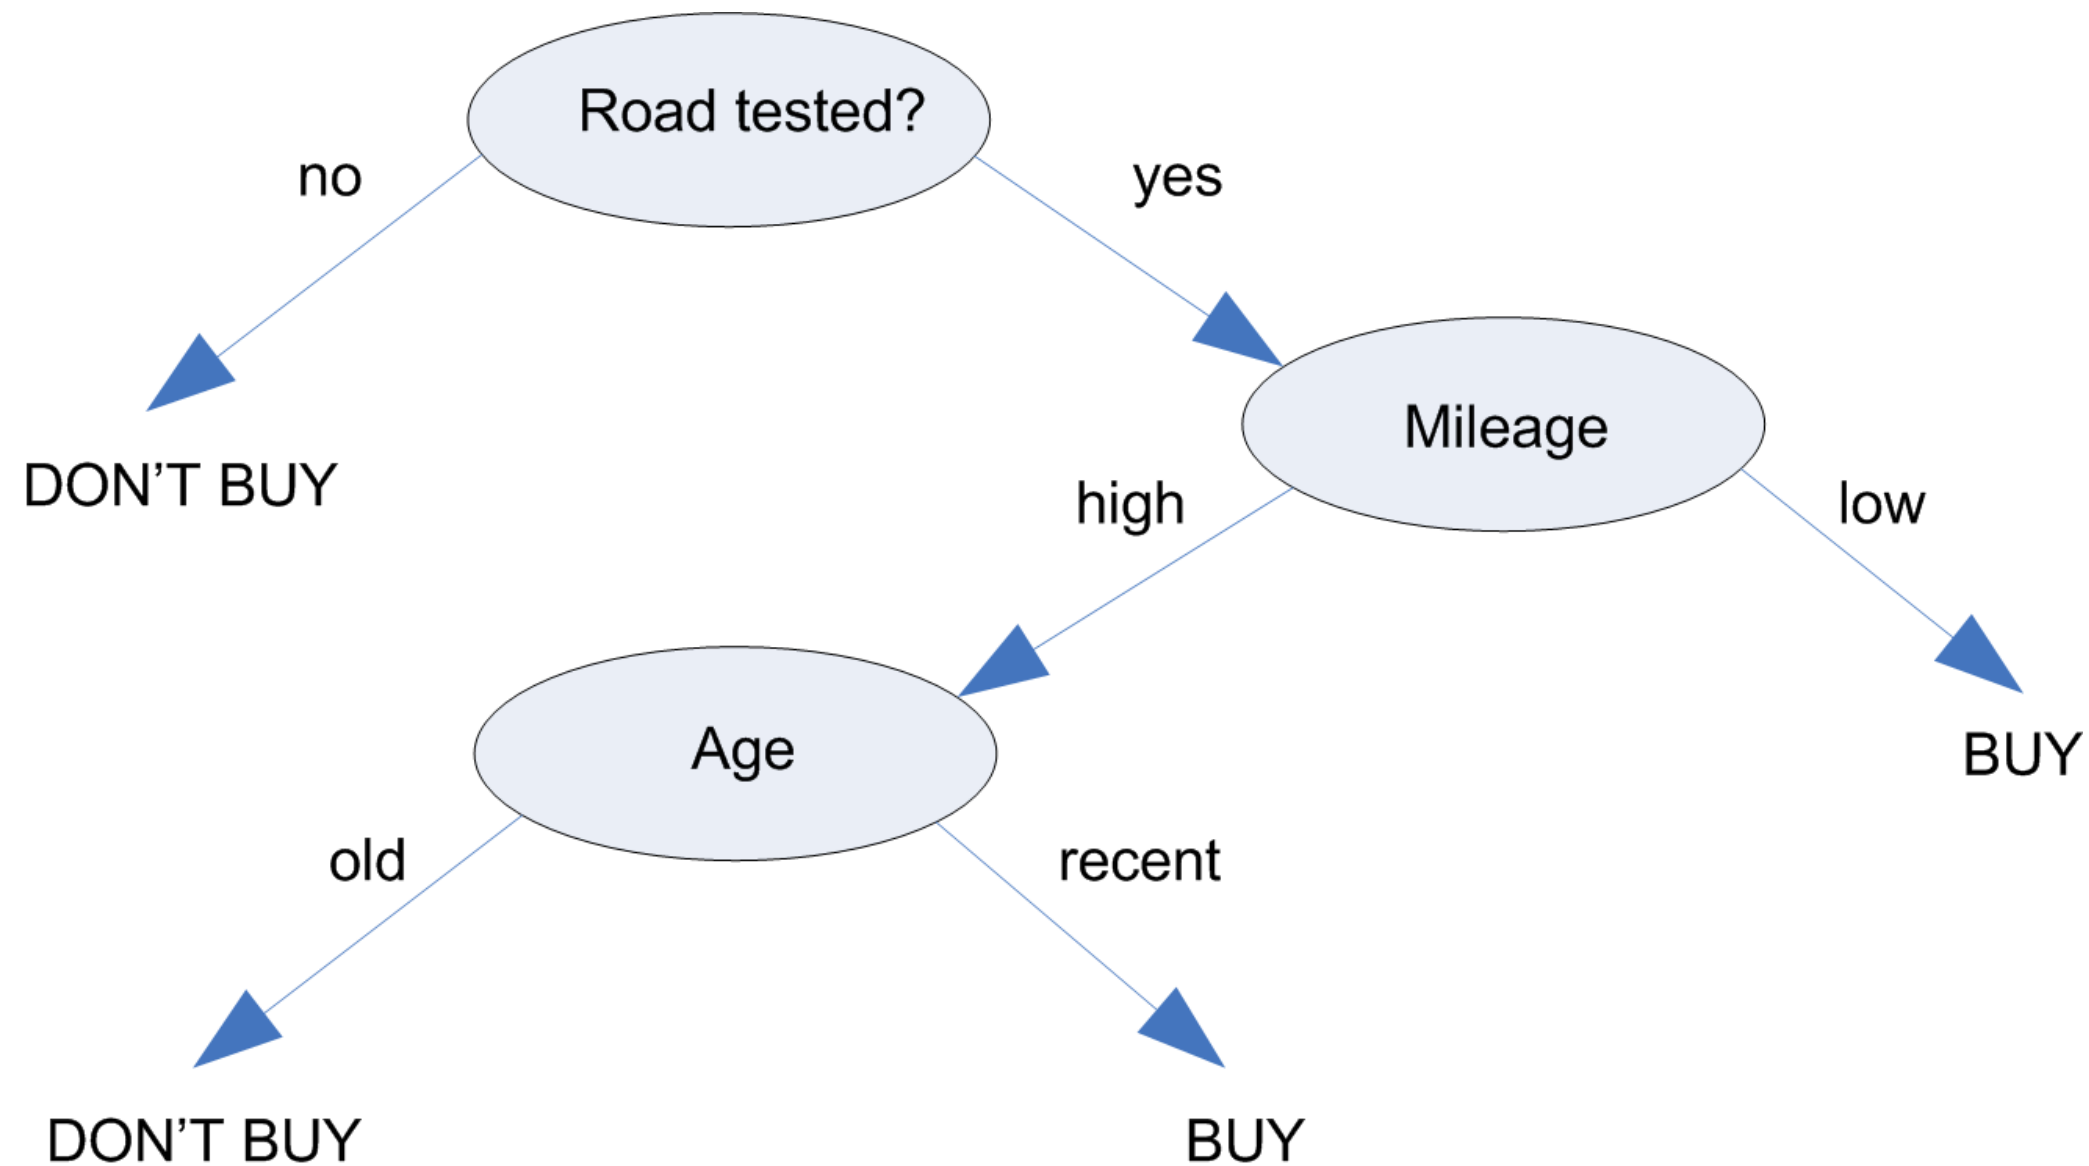 Road tested?
no
yes
Mileage
DON’T BUY
high
low
Age
BUY
old
recent
DON’T BUY
BUY